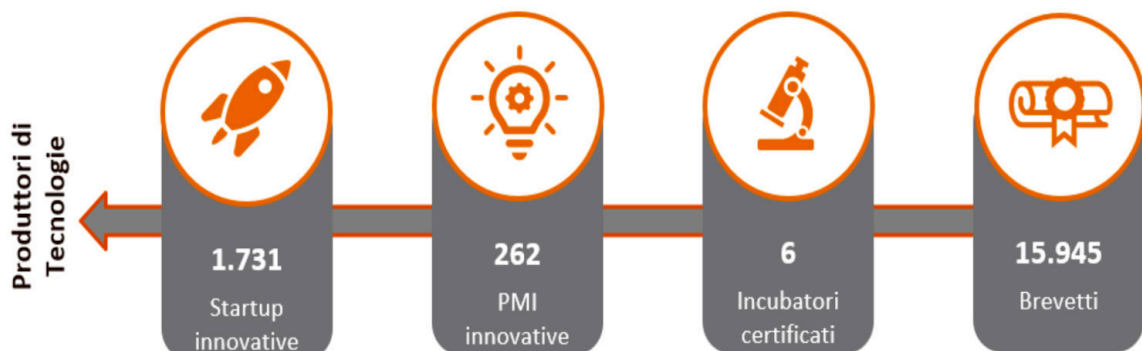 Produttori di
Tecnologie
1.731
Startup
innovative
262
PMI
innovative
6
Incubatori
certificati
15.945
Brevetti